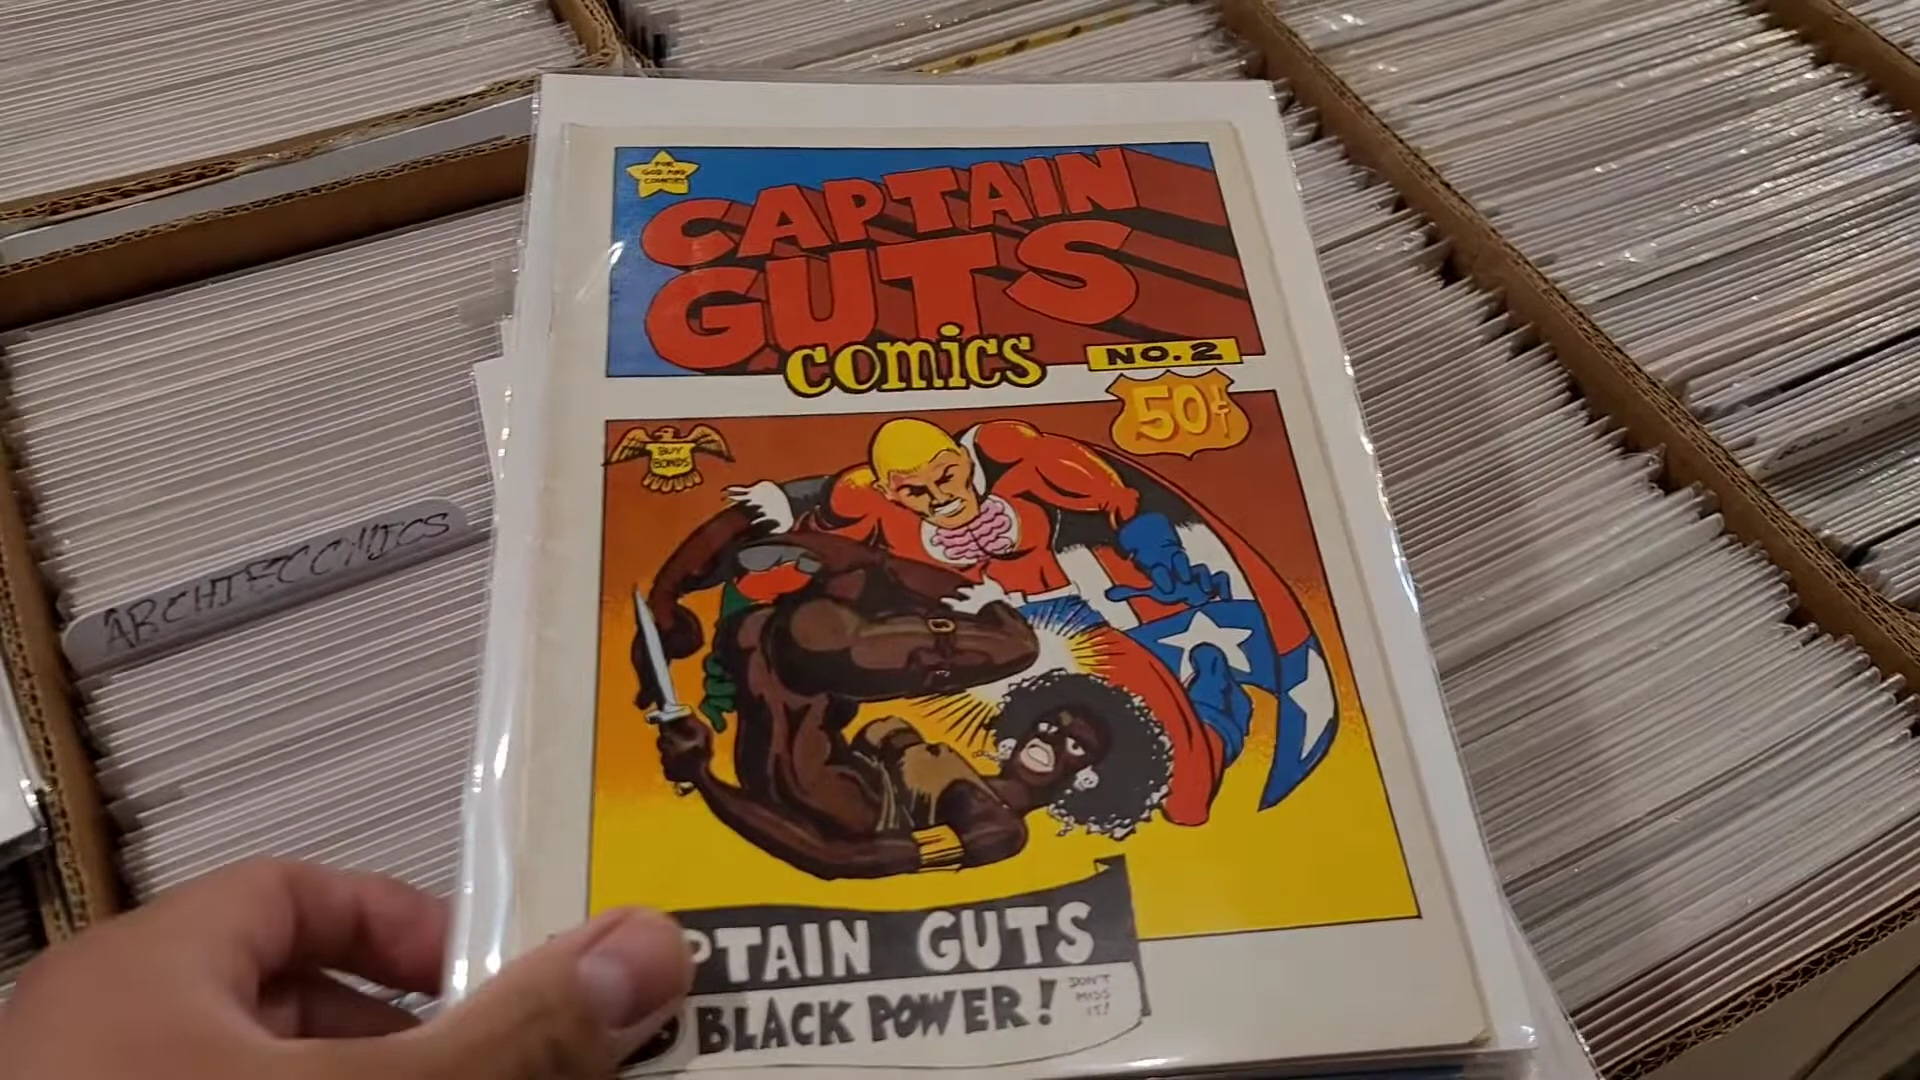 FOR
GOD AND
COUNTRY
CAPTAIN
GUTS
comics
NO. 2
50¢
BUY
BONDS
ARCHIE COMICS
PTAIN GUTS
BLACK POWER!
DON'T
MISS
IT!